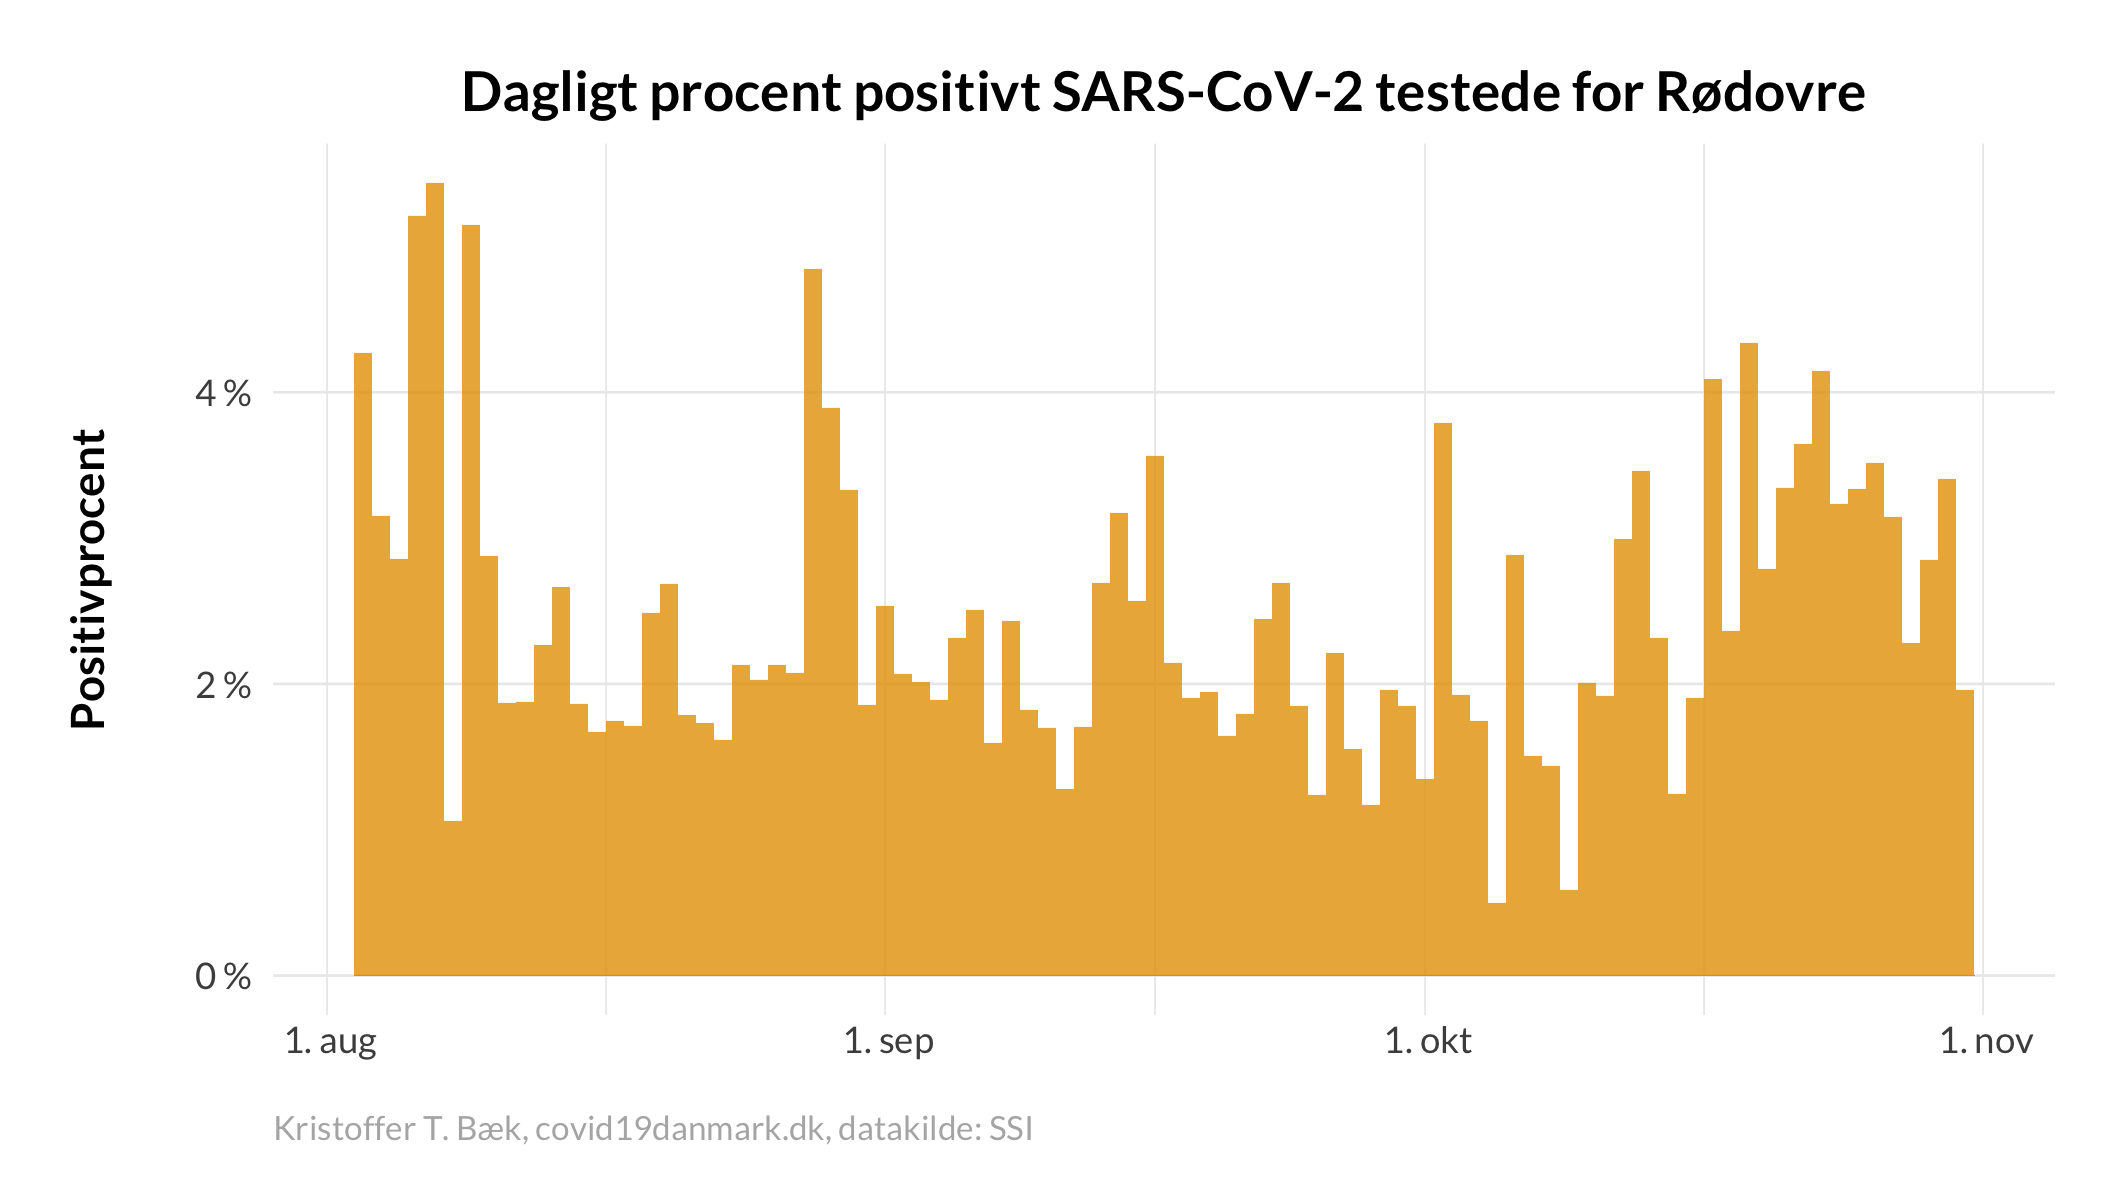 Dagligt procent positivt SARS-CoV-2 testede for Rødovre
Positivprocent
4 %
2 %
0 %
1. aug
1. sep
1. okt
1. nov
Kristoffer T. Bæk, covid19danmark.dk, datakilde: SSI